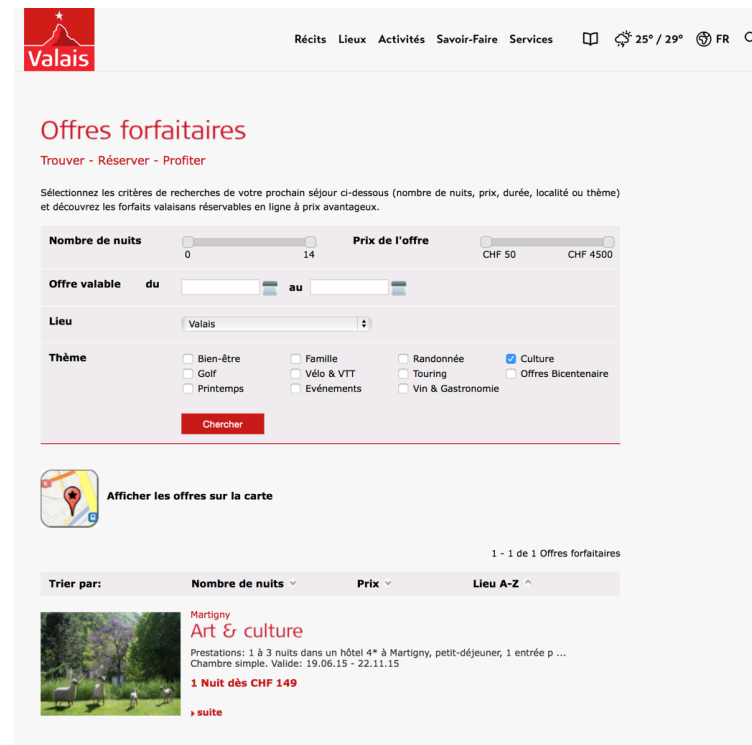 Valais
Récits Lieux Activités Savoir-Faire Services 25° / 29° FR
Offres forfaitaires
Trouver - Réserver - Profiter
Sélectionnez les critères de recherches de votre prochain séjour ci-dessous (nombre de nuits, prix, durée, localité ou thème)
et découvrez les forfaits valaisans réservables en ligne à prix avantageux.
Nombre de nuits 0 14 Prix de l'offre CHF 50 CHF 4500
Offre valable du au
Lieu Valais
Thème Bien-être Famille Randonnée Culture
Golf Vélo & VTT Touring Offres Bicentenaire
Printemps Evénements Vin & Gastronomie
Chercher
Afficher les offres sur la carte
1 - 1 de 1 Offres forfaitaires
Trier par: Nombre de nuits Prix Lieu A-Z
Martigny
Art & culture
Prestations: 1 à 3 nuits dans un hôtel 4* à Martigny, petit-déjeuner, 1 entrée p ...
Chambre simple. Valide: 19.06.15 - 22.11.15
1 Nuit dès CHF 149
suite